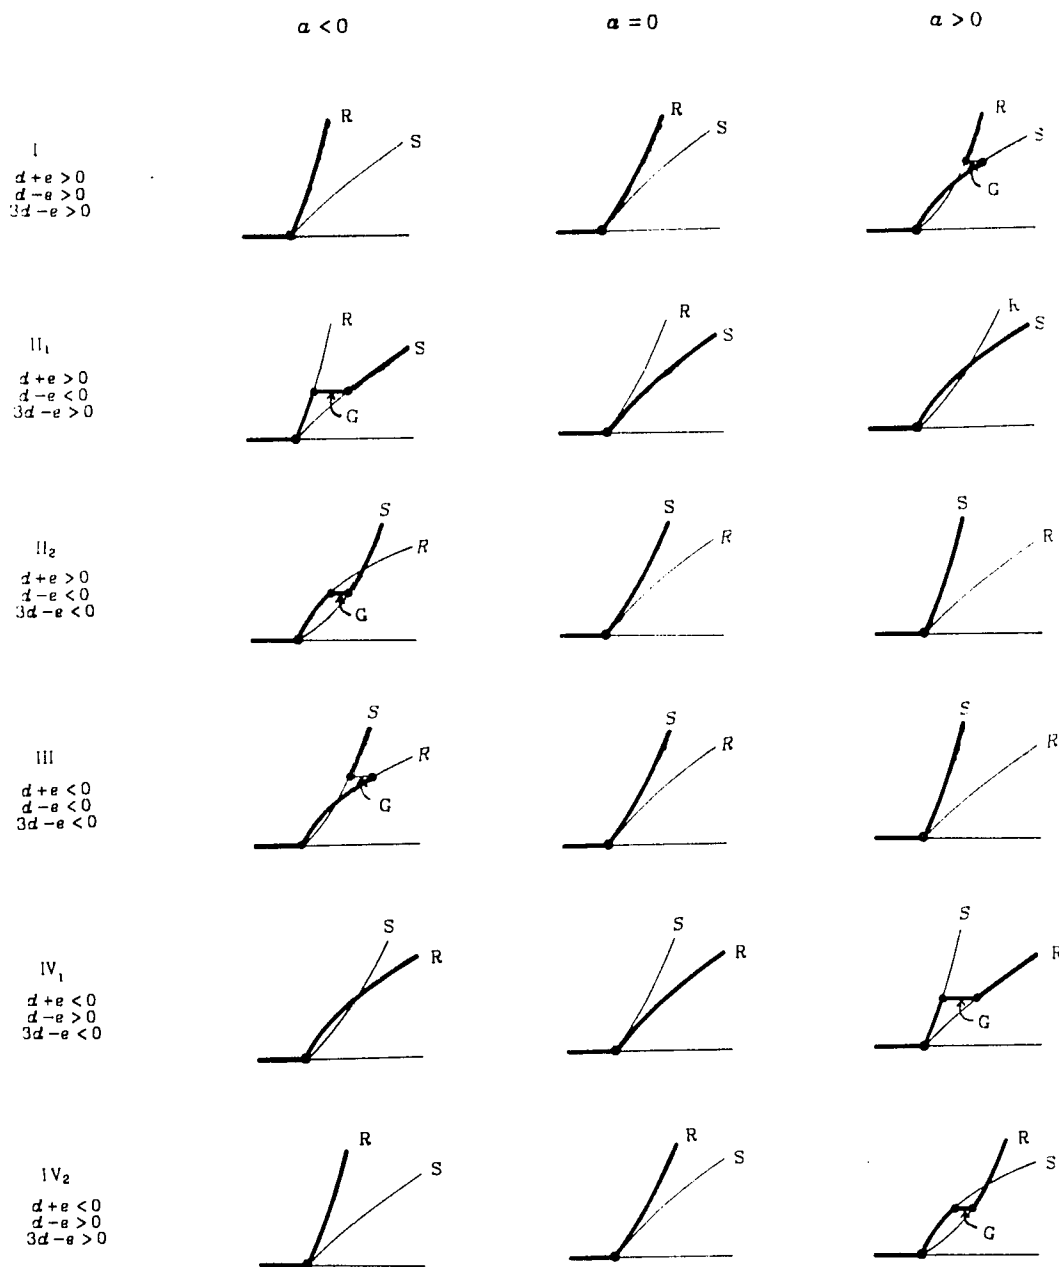 a < 0 a = 0 a > 0
I
d + e > 0
d − e > 0
3d − e > 0
R S
R S
R S G
II₁
d + e > 0
d − e < 0
3d − e > 0
R S G
R S
R S
II₂
d + e > 0
d − e < 0
3d − e < 0
S R G
S R
S R
III
d + e < 0
d − e < 0
3d − e < 0
S R G
S R
S R
IV₁
d + e < 0
d − e > 0
3d − e < 0
S R
S R
S R G
IV₂
d + e < 0
d − e > 0
3d − e > 0
R S
R S
R S G